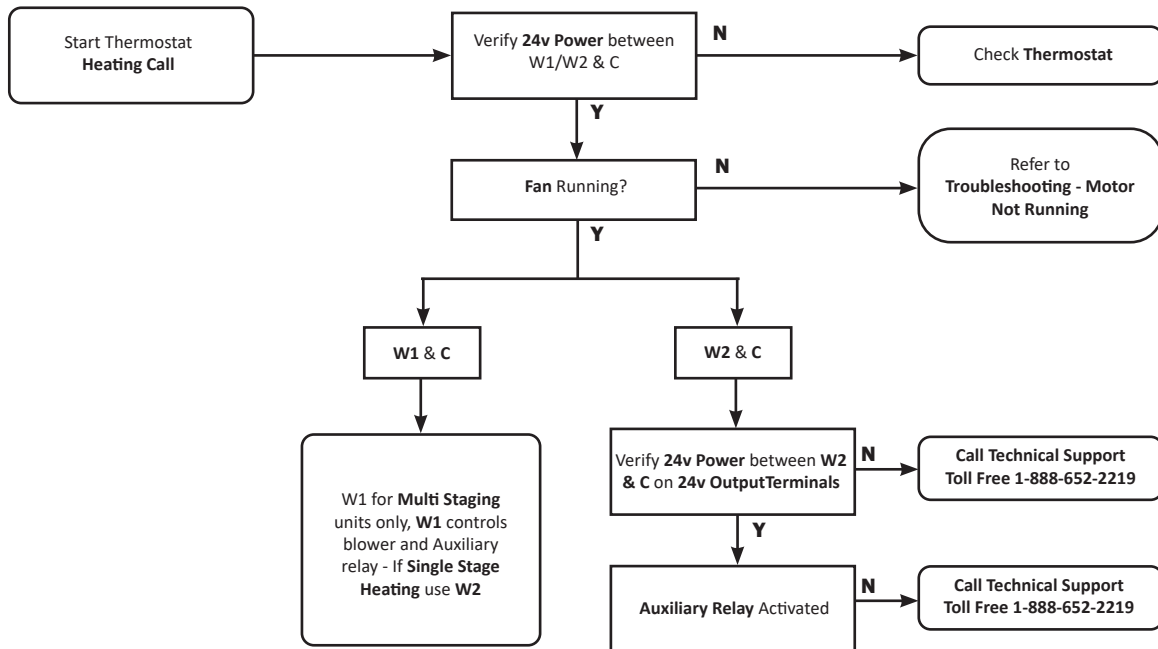 Start Thermostat
Heating Call
Verify 24v Power between
W1/W2 & C
N
Check Thermostat
Y
Fan Running?
N
Refer to
Troubleshooting - Motor
Not Running
Y
W1 & C
W2 & C
W1 for Multi Staging
units only, W1 controls
blower and Auxiliary
relay - If Single Stage
Heating use W2
Verify 24v Power between W2
& C on 24v OutputTerminals
N
Call Technical Support
Toll Free 1-888-652-2219
Y
Auxiliary Relay Activated
N
Call Technical Support
Toll Free 1-888-652-2219